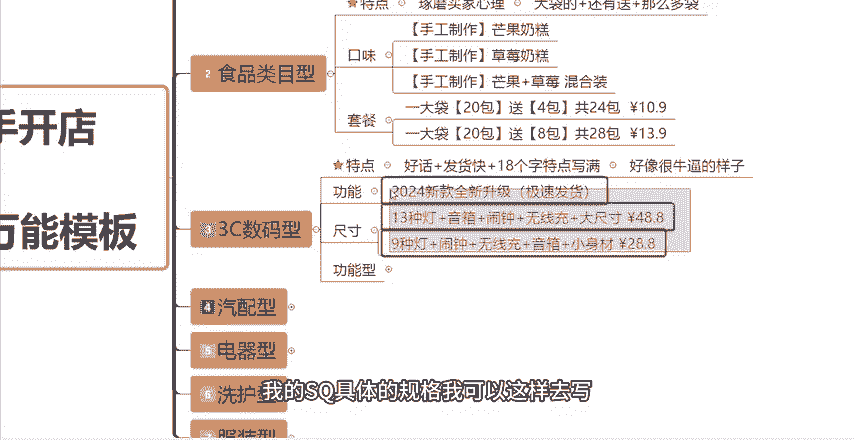 ★特点 琢磨买家心理 大袋的+还有送+那么多袋
口味
【手工制作】芒果奶糕
【手工制作】草莓奶糕
【手工制作】芒果+草莓 混合装
2 食品类目型
套餐
一大袋【20包】送【4包】共24包 ¥10.9
一大袋【20包】送【8包】共28包 ¥13.9
手开店
万能模板
★特点 好话+发货快+18个字特点写满 好像很牛逼的样子
功能 2024新款全新升级（极速发货）
3C数码型
尺寸
13种灯+音箱+闹钟+无线充+大尺寸 ¥48.8
9种灯+闹钟+无线充+音箱+小身材 ¥28.8
功能型
4 汽配型
5 电器型
6 洗护型
7 服装型
我的SQ具体的规格我可以这样去写